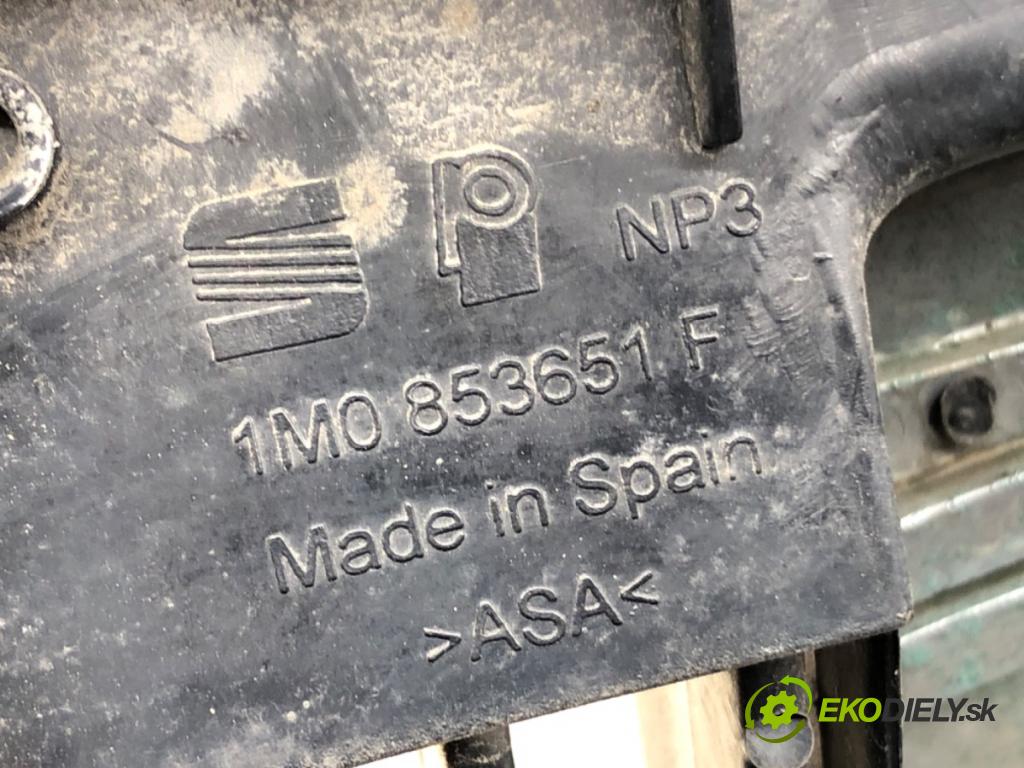 NP3
1M0 853651 F
Made in Spain
>ASA<
EKODIELY.sk